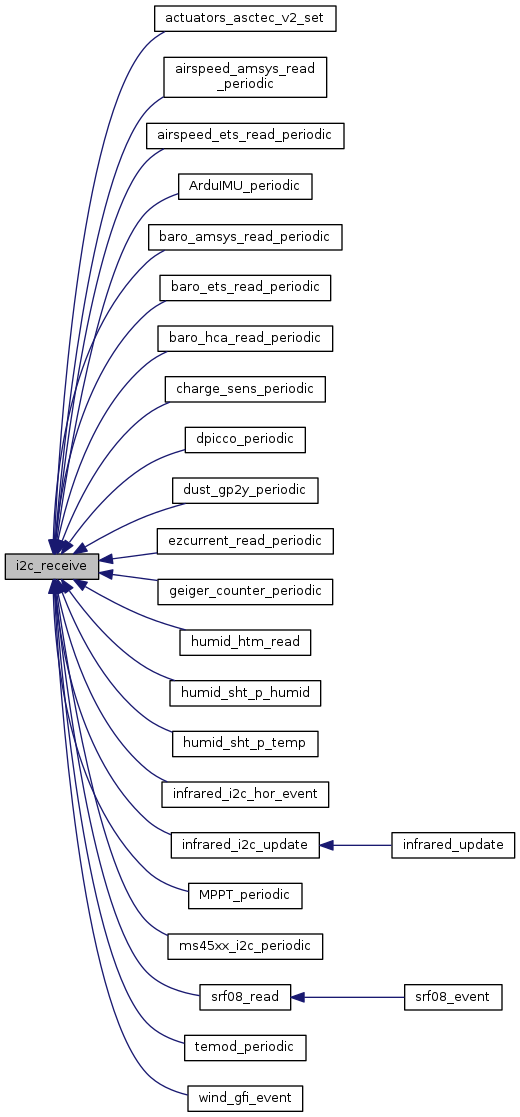 actuators_asctec_v2_set
airspeed_amsys_read
_periodic
airspeed_ets_read_periodic
ArduIMU_periodic
baro_amsys_read_periodic
baro_ets_read_periodic
baro_hca_read_periodic
charge_sens_periodic
dpicco_periodic
dust_gp2y_periodic
ezcurrent_read_periodic
i2c_receive
geiger_counter_periodic
humid_htm_read
humid_sht_p_humid
humid_sht_p_temp
infrared_i2c_hor_event
infrared_i2c_update
infrared_update
MPPT_periodic
ms45xx_i2c_periodic
srf08_read
srf08_event
temod_periodic
wind_gfi_event